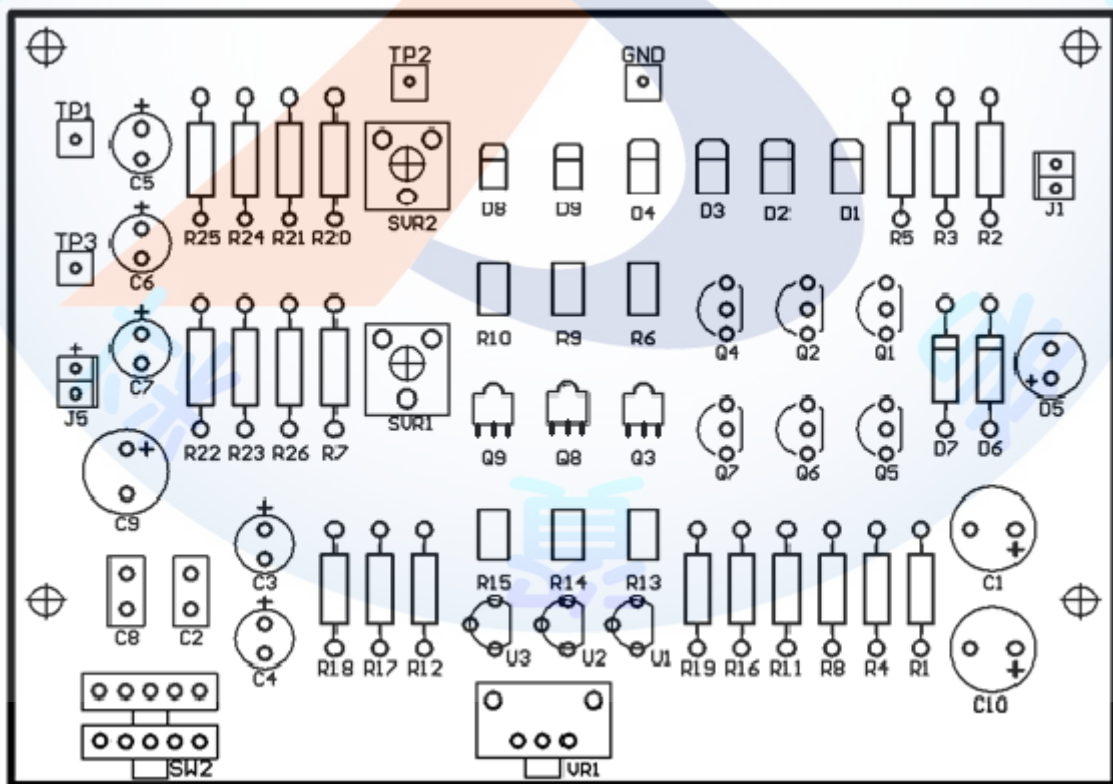 TP2 GND
TP1
C5 D8 D9 D4 D3 D2 D1 J1
R25 R24 R21 R20 SVR2 R5 R3 R2
TP3
C6
R10 R9 R6 Q4 Q2 Q1
C7
J5 SVR1 D5
R22 R23 R26 R7 Q9 Q8 Q3 Q7 Q6 Q5 D7 D6
C9
C3 R15 R14 R13 C1
C8 C2
R18 R17 R12 U3 U2 U1 R19 R16 R11 R8 R4 R1
C4
C10
SW2 VR1